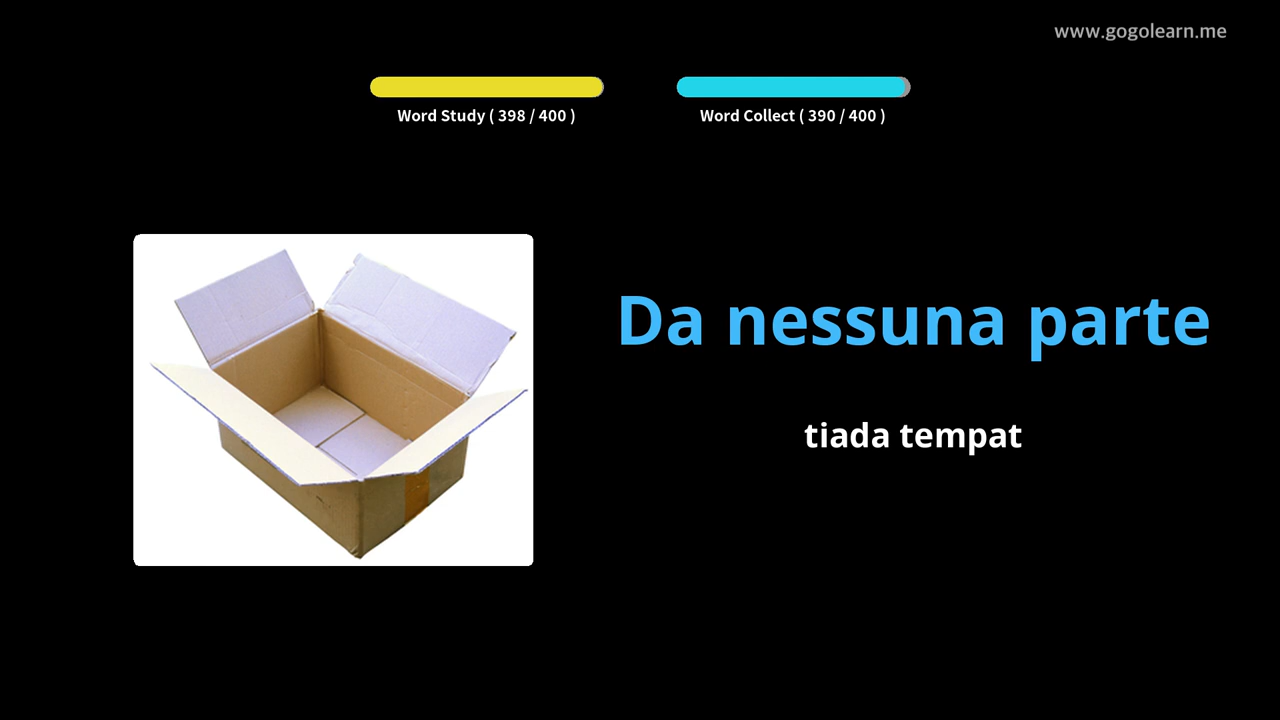 www.gogolearn.me
Word Study ( 398 / 400 )
Word Collect ( 390 / 400 )
Da nessuna parte
tiada tempat